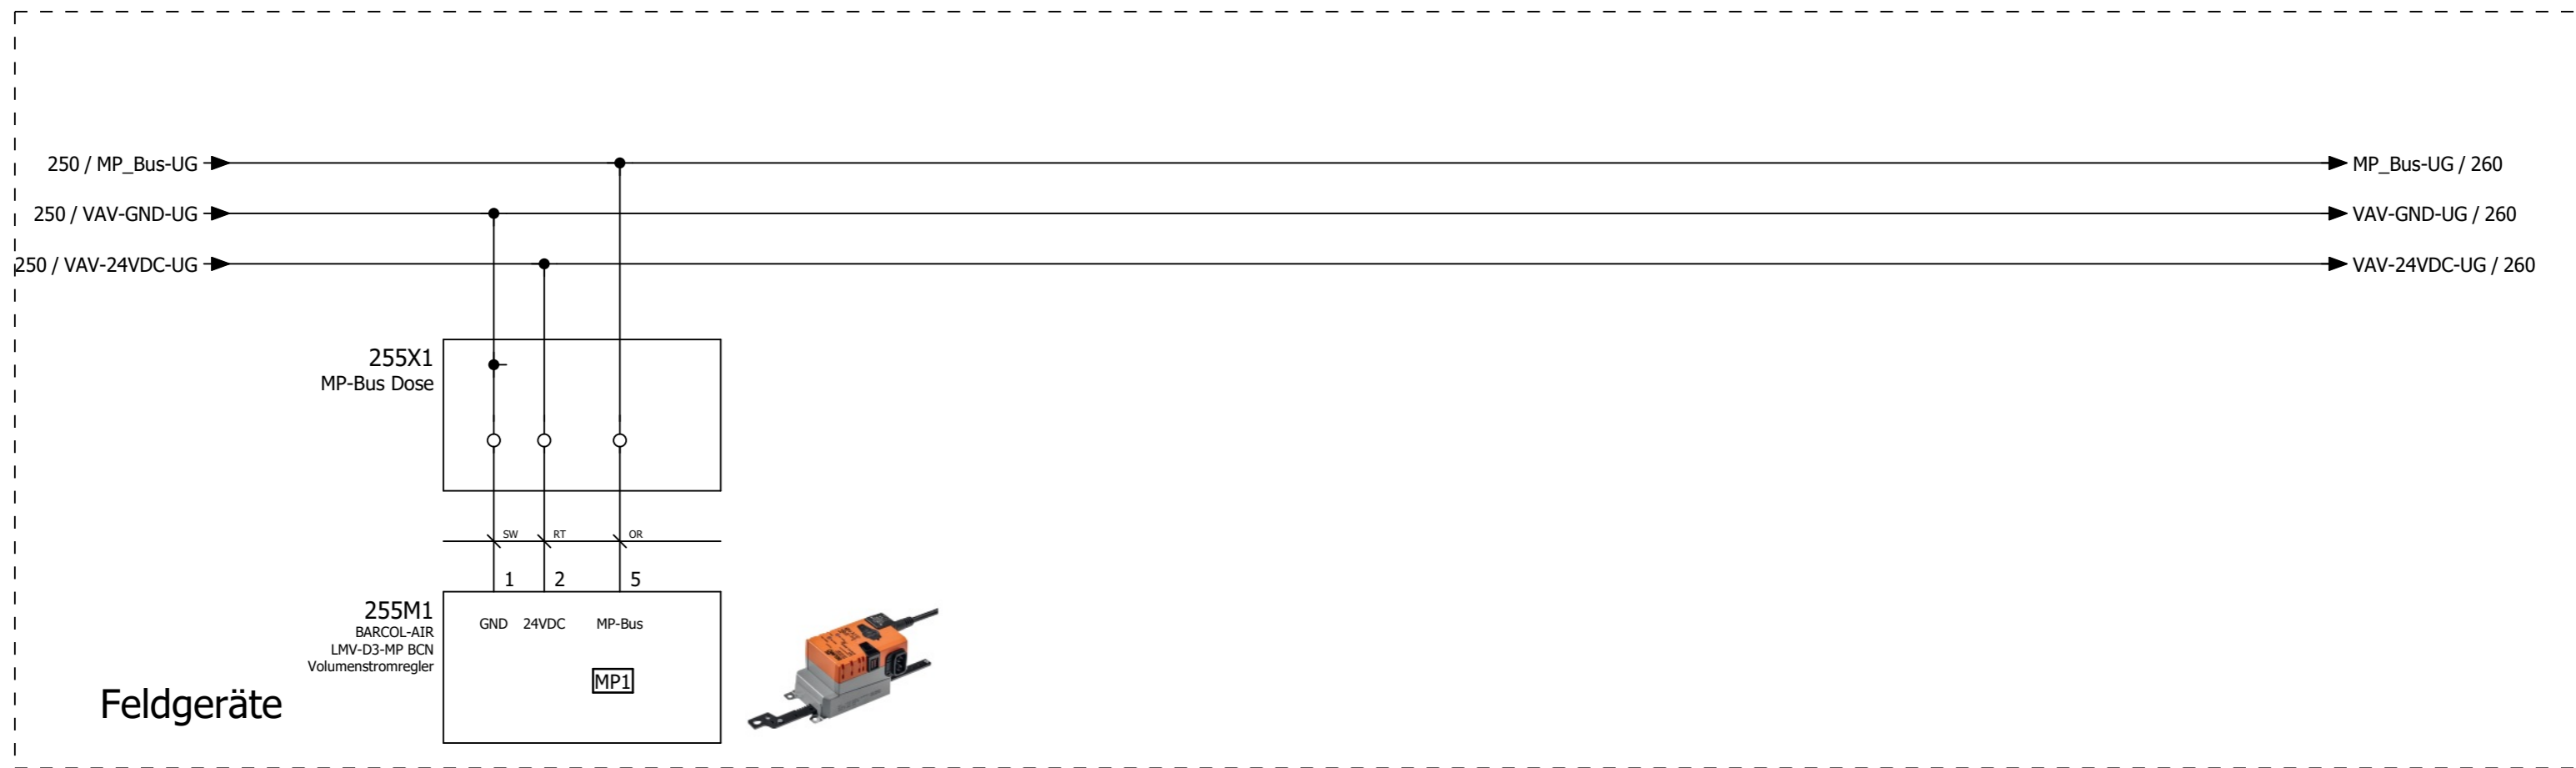 250 / MP_Bus-UG
MP_Bus-UG / 260
250 / VAV-GND-UG
VAV-GND-UG / 260
250 / VAV-24VDC-UG
VAV-24VDC-UG / 260
255X1
MP-Bus Dose
SW RT OR
1 2 5
255M1
BARCOL-AIR
LMV-D3-MP BCN
Volumenstromregler
GND 24VDC MP-Bus
MP1
Feldgeräte